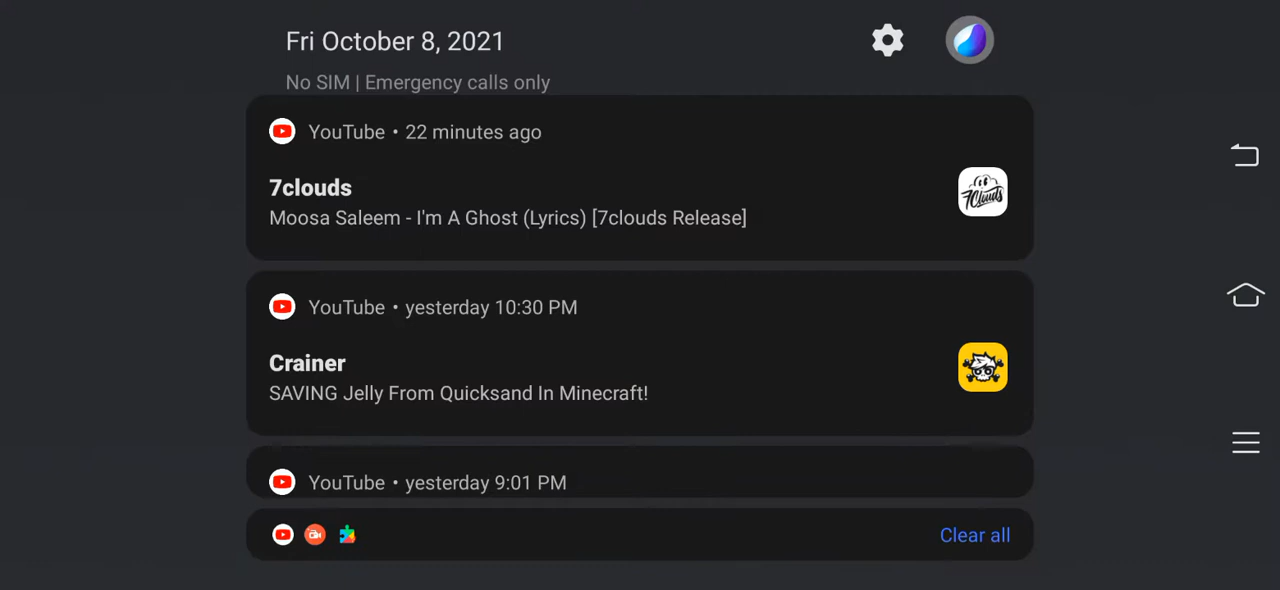 Fri October 8, 2021
No SIM | Emergency calls only
YouTube • 22 minutes ago
7clouds
7clouds
Moosa Saleem - I'm A Ghost (Lyrics) [7clouds Release]
YouTube • yesterday 10:30 PM
Crainer
SAVING Jelly From Quicksand In Minecraft!
YouTube • yesterday 9:01 PM
Clear all